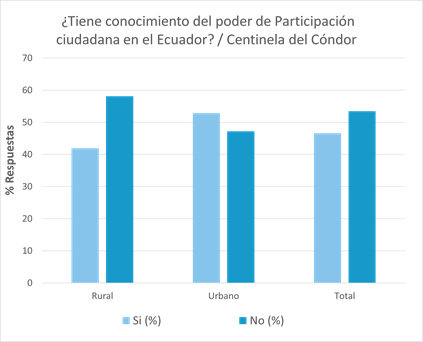 ¿Tiene conocimiento del poder de Participación
ciudadana en el Ecuador? / Centinela del Cóndor
70
60
50
40
30
20
10
0
% Respuestas
Rural
Urbano
Total
Si (%)
No (%)